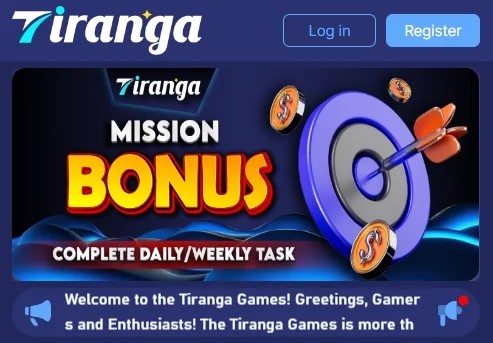 Tiranga
Log in
Register
Tiranga
MISSION
BONUS
COMPLETE DAILY/WEEKLY TASK
Welcome to the Tiranga Games! Greetings, Gamer
s and Enthusiasts! The Tiranga Games is more th